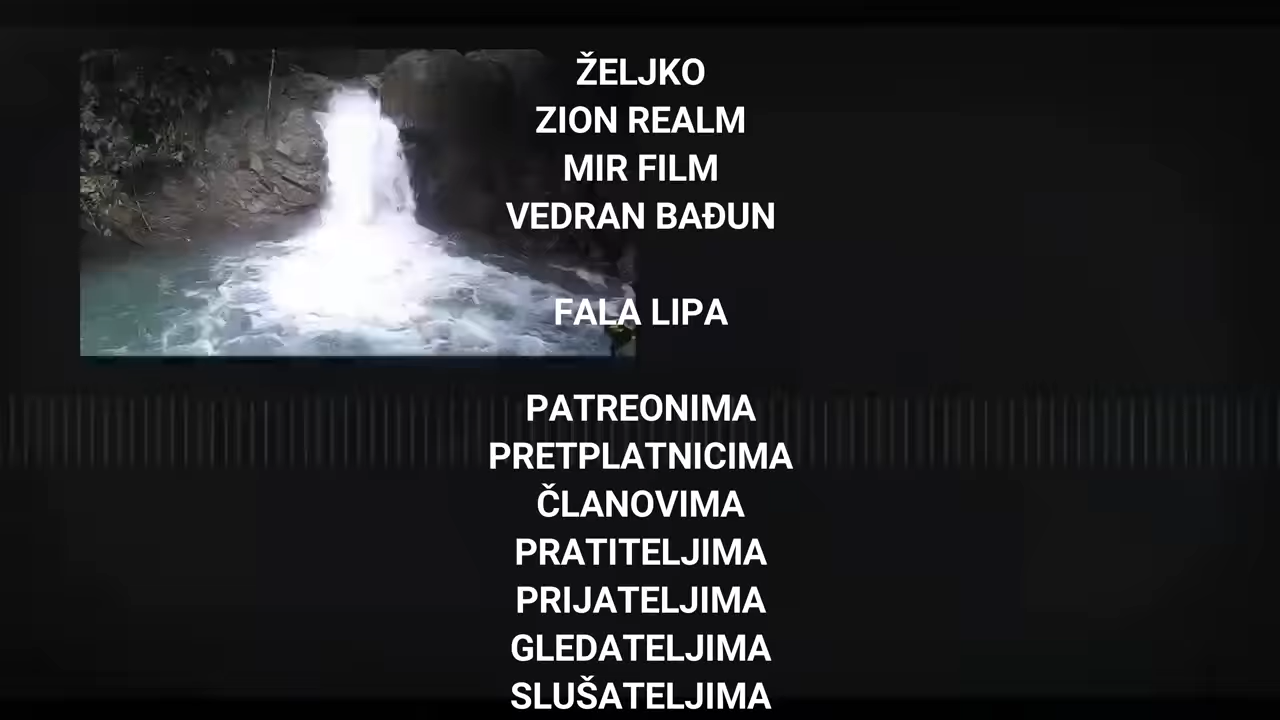 ŽELJKO
ZION REALM
MIR FILM
VEDRAN BAĐUN
FALA LIPA
PATREONIMA
PRETPLATNICIMA
ČLANOVIMA
PRATITELJIMA
PRIJATELJIMA
GLEDATELJIMA
SLUŠATELJIMA